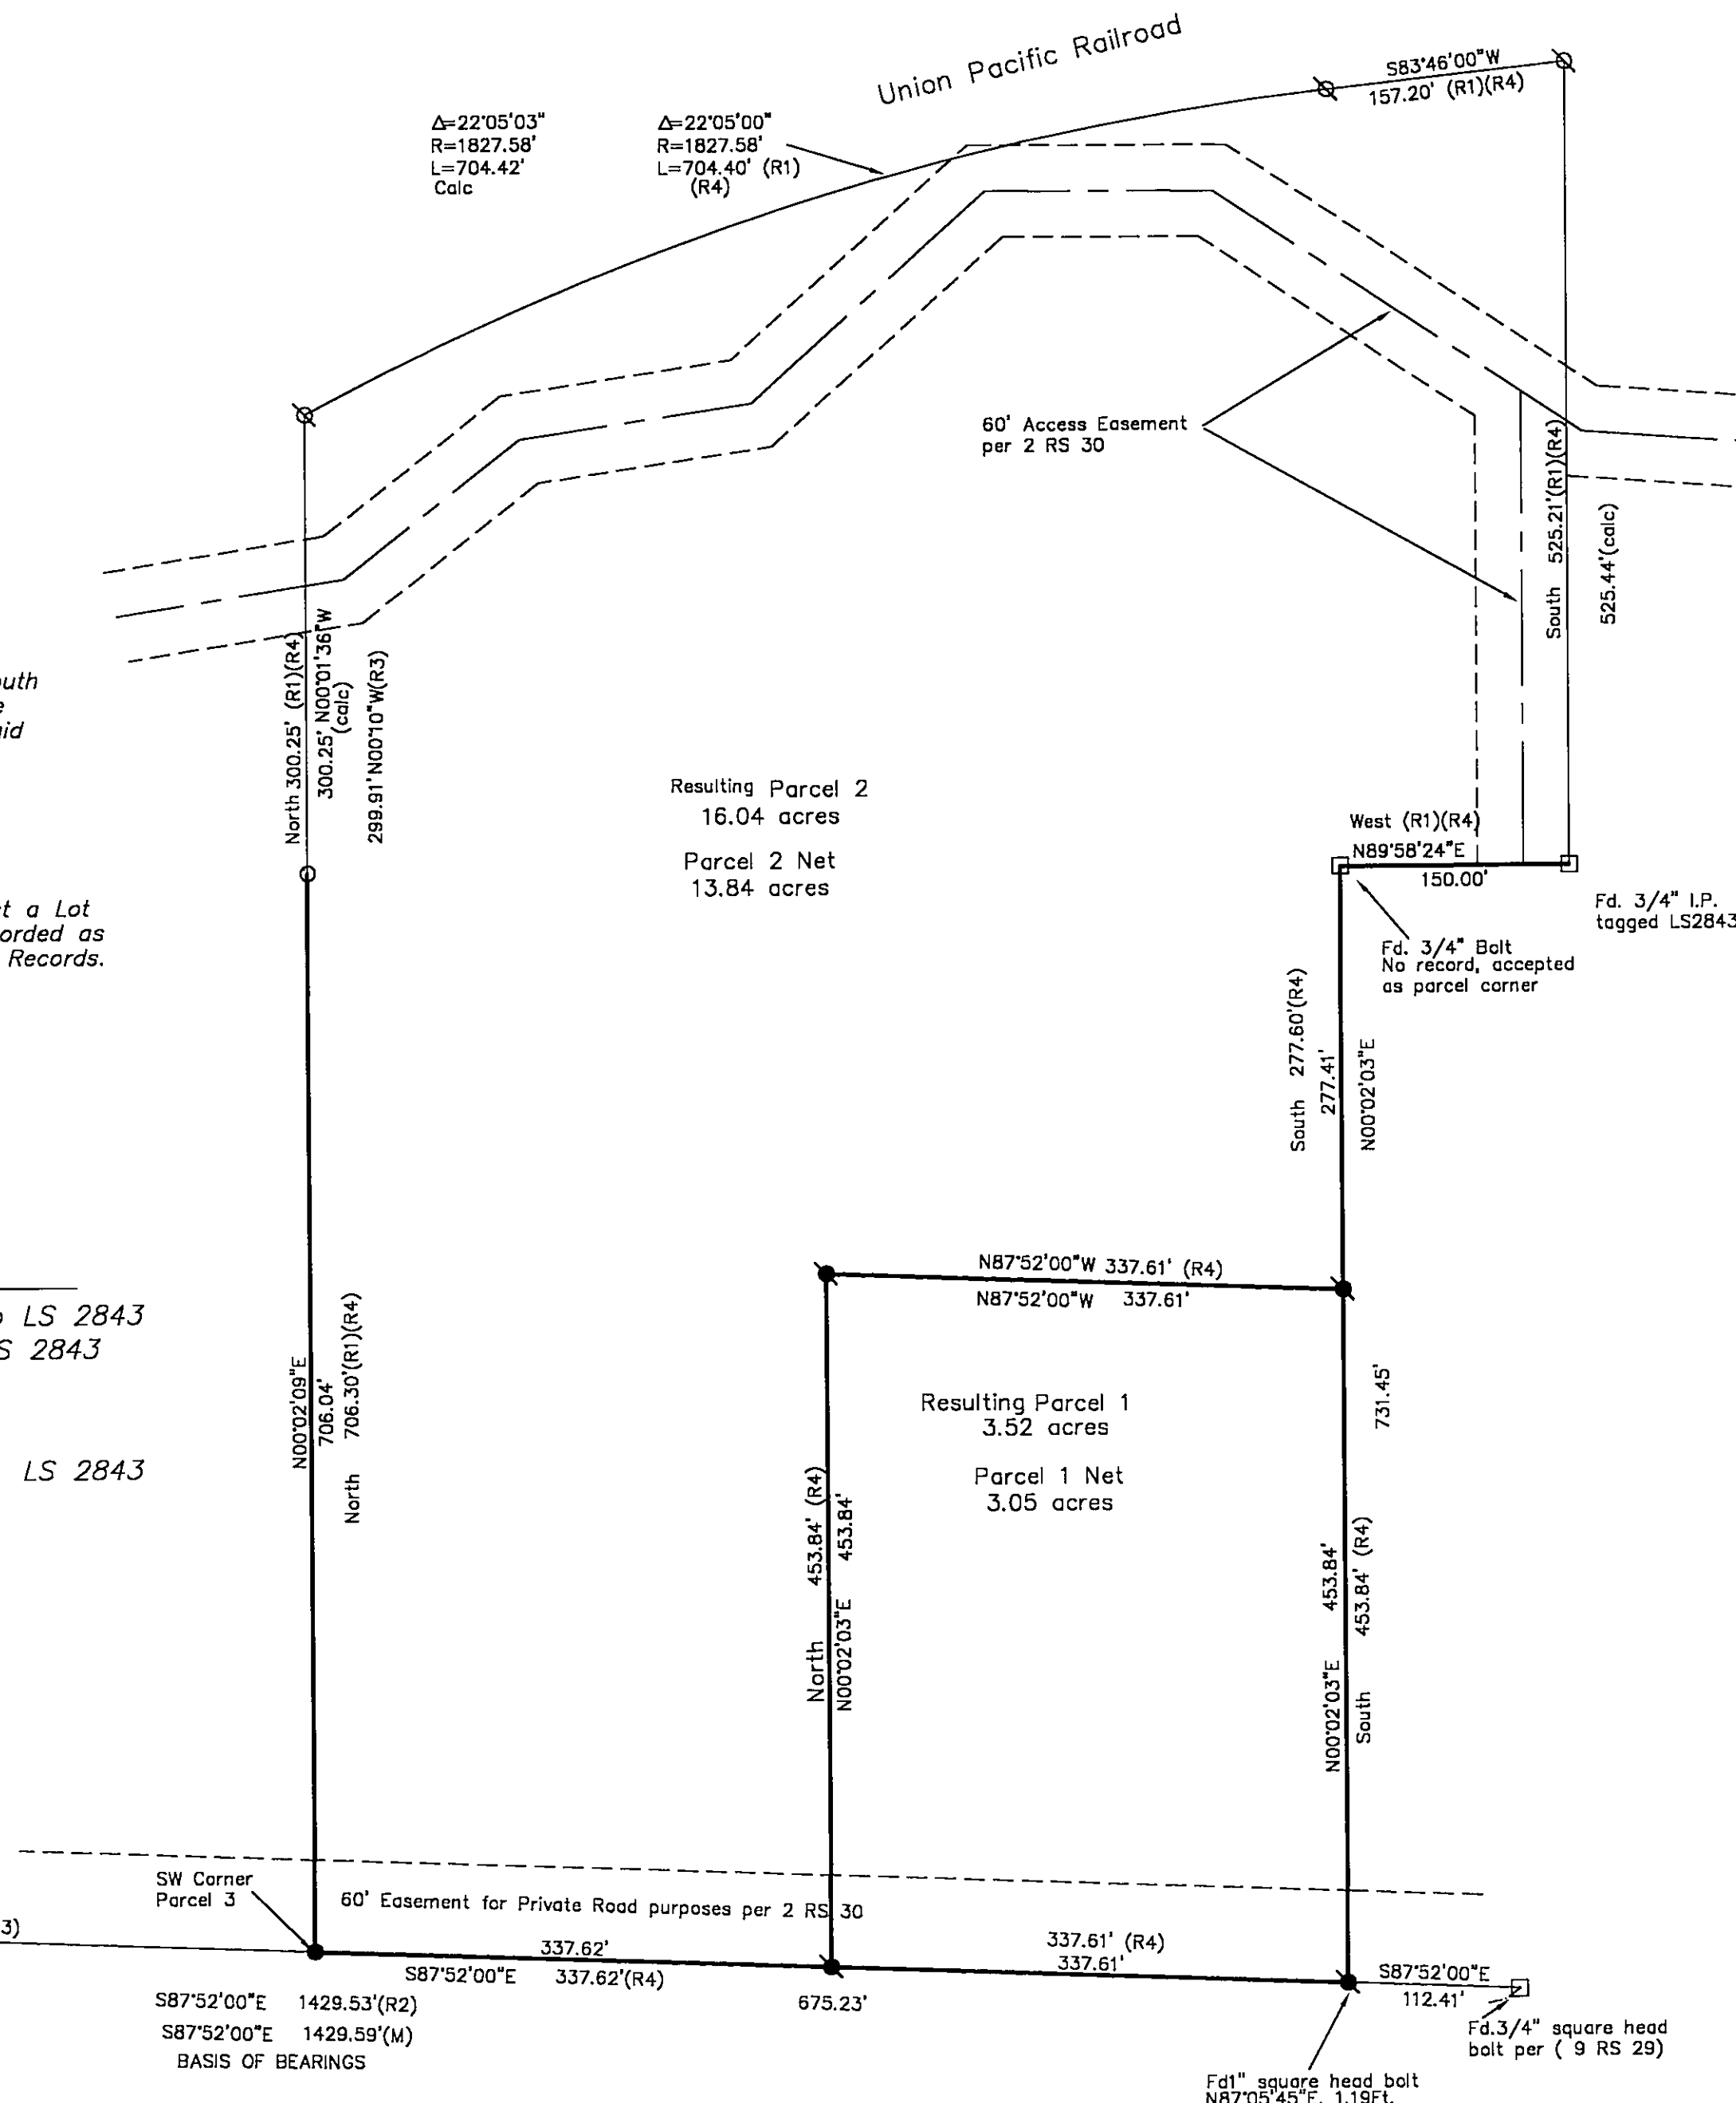 Union Pacific Railroad
S83°46'00"W
157.20' (R1)(R4)
Δ=22°05'03"
R=1827.58'
L=704.42'
Calc
Δ=22°05'00"
R=1827.58'
L=704.40' (R1)
(R4)
60' Access Easement
per 2 RS 30
South 525.21'(R1)(R4)
525.44'(calc)
North 300.25' (R1)(R4)
300.25' N00°01'36"W
(calc)
299.91' N00°10"W(R3)
outh
e
aid
Resulting Parcel 2
16.04 acres
Parcel 2 Net
13.84 acres
West (R1)(R4)
N89°58'24"E
150.00'
Fd. 3/4" I.P.
tagged LS2843
Fd. 3/4" Bolt
No record, accepted
as parcel corner
ct a Lot
orded as
Records.
South 277.60'(R4)
277.41'
N00°02'03"E
N87°52'00"W 337.61' (R4)
N87°52'00"W 337.61'
LS 2843
S 2843
LS 2843
N00°02'09"E
706.04'
North 706.30'(R1)(R4)
Resulting Parcel 1
3.52 acres
Parcel 1 Net
3.05 acres
731.45'
North 453.84' (R4)
N00°02'03"E 453.84'
N00°02'03"E 453.84'
South 453.84' (R4)
SW Corner
Parcel 3
60' Easement for Private Road purposes per 2 RS 30
3)
337.62'
S87°52'00"E 337.62'(R4)
337.61' (R4)
337.61'
675.23'
S87°52'00"E
112.41'
S87°52'00"E 1429.53'(R2)
S87°52'00"E 1429.59'(M)
BASIS OF BEARINGS
Fd.3/4" square head
bolt per ( 9 RS 29)
Fd1" square head bolt
N87°05'45"E, 1.19Ft.